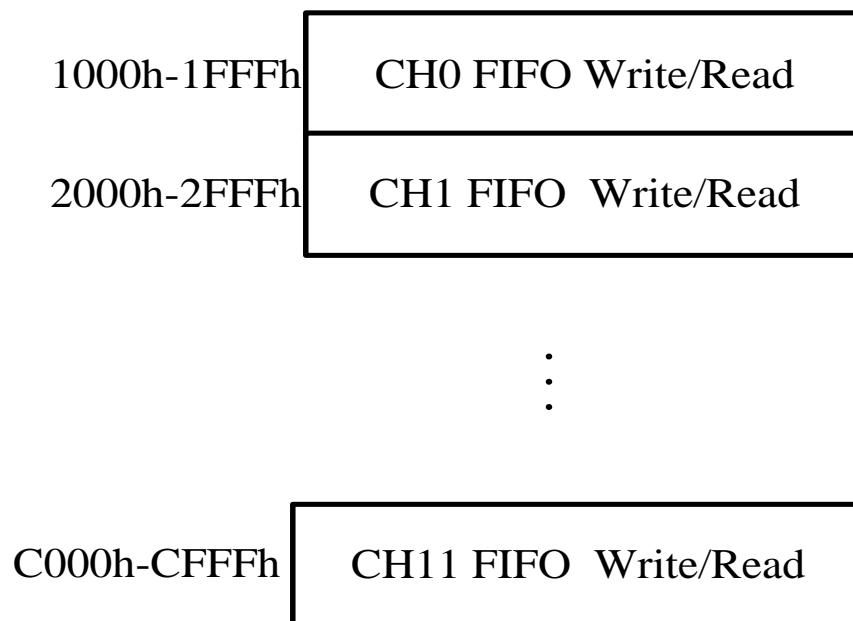 1000h-1FFFh CH0 FIFO Write/Read
2000h-2FFFh CH1 FIFO Write/Read
C000h-CFFFh CH11 FIFO Write/Read